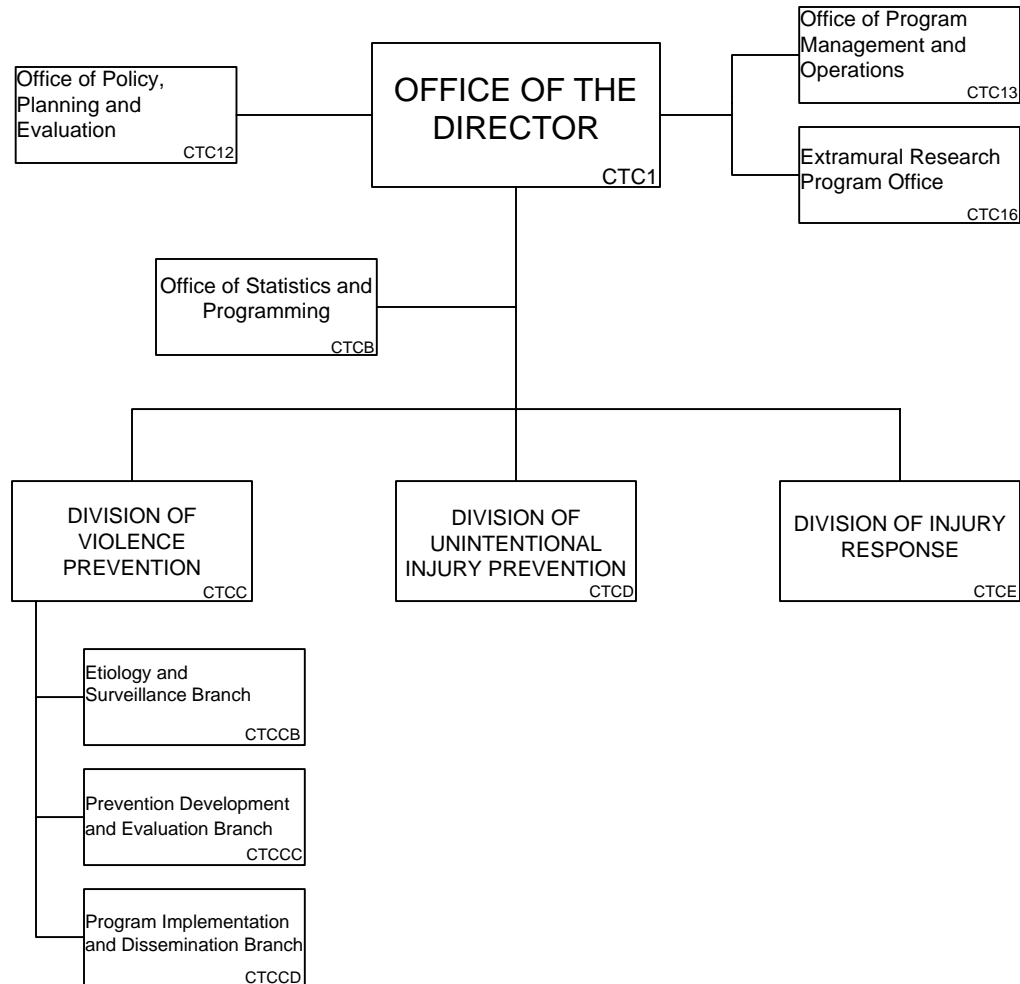 Office of Policy,
Planning and
Evaluation
CTC12
OFFICE OF THE
DIRECTOR
CTC1
Office of Program
Management and
Operations
CTC13
Extramural Research
Program Office
CTC16
Office of Statistics and
Programming
CTCB
DIVISION OF
VIOLENCE
PREVENTION
CTCC
DIVISION OF
UNINTENTIONAL
INJURY PREVENTION
CTCD
DIVISION OF INJURY
RESPONSE
CTCE
Etiology and
Surveillance Branch
CTCCB
Prevention Development
and Evaluation Branch
CTCCC
Program Implementation
and Dissemination Branch
CTCCD